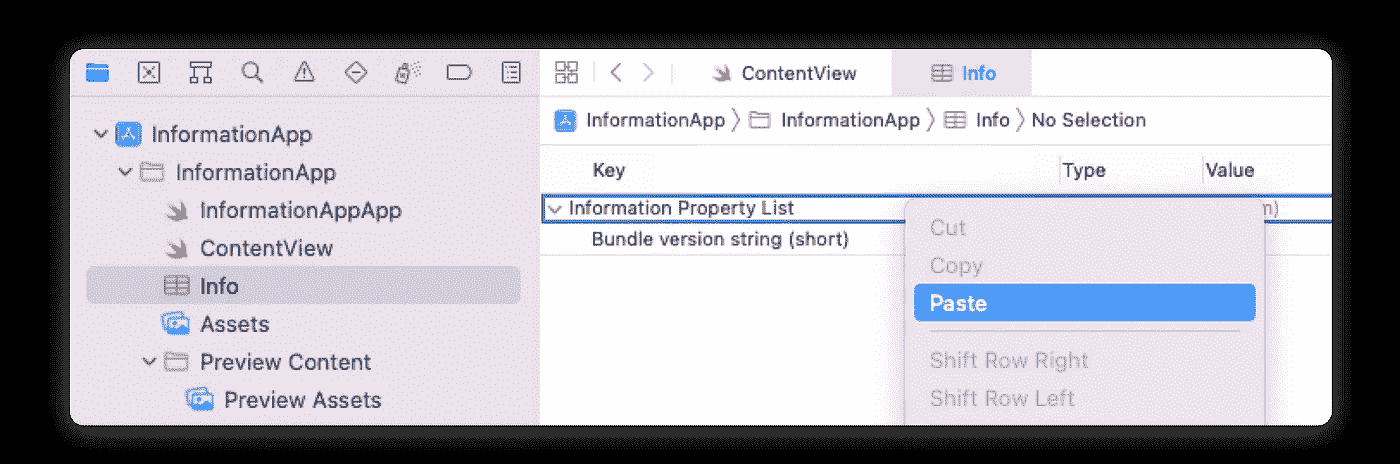 ContentView
Info
InformationApp
InformationApp
InformationAppApp
ContentView
Info
Assets
Preview Content
Preview Assets
InformationApp 〉 InformationApp 〉 Info 〉 No Selection
Key Type Value
Information Property List m)
Bundle version string (short)
Cut
Copy
Paste
Shift Row Right
Shift Row Left